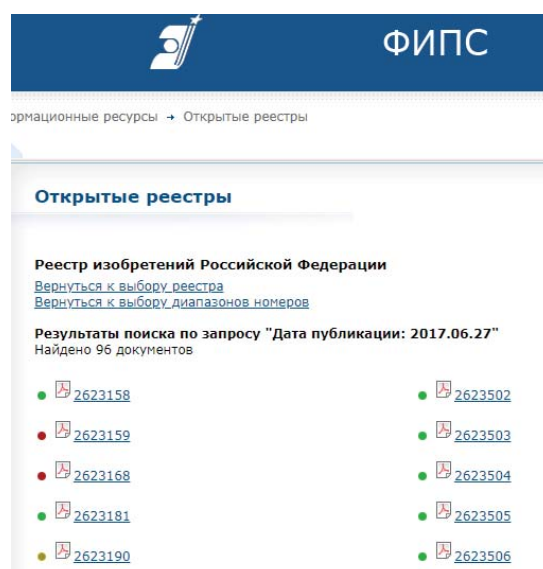 ФИПС
ормационные ресурсы → Открытые реестры
Открытые реестры
Реестр изобретений Российской Федерации
Вернуться к выбору реестра
Вернуться к выбору диапазонов номеров
Результаты поиска по запросу "Дата публикации: 2017.06.27"
Найдено 96 документов
2623158 2623502
2623159 2623503
2623168 2623504
2623181 2623505
2623190 2623506